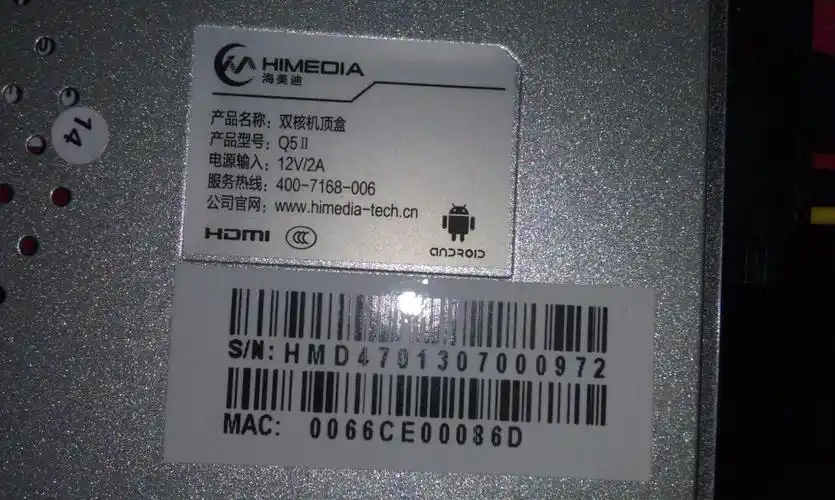 HIMEDIA
海美迪
产品名称：双核机顶盒
产品型号：Q5Ⅱ
电源输入：12V/2A
服务热线：400-7168-006
公司官网：www.himedia-tech.cn
HDMI CCC
ANDROID
14
S/N: HMD4701307000972
MAC: 0066CE00086D